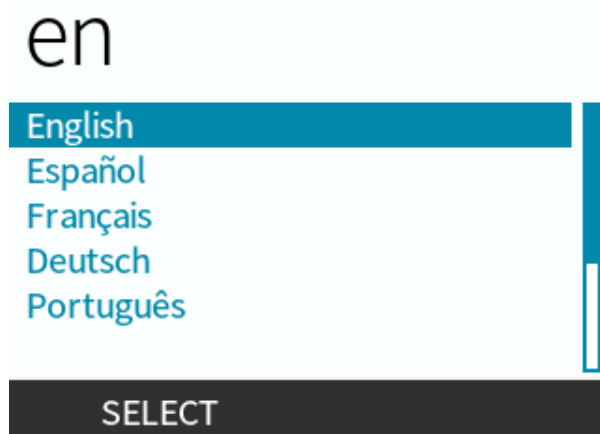 en
English
Español
Français
Deutsch
Português
SELECT